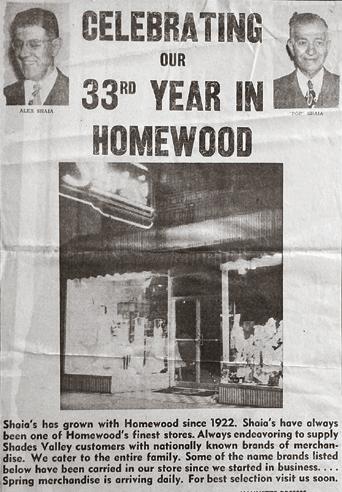 CELEBRATING
OUR
33RD YEAR IN
HOMEWOOD
ALEX SHAIA
"POP" SHAIA
Shaia's has grown with Homewood since 1922. Shaia's have always
been one of Homewood's finest stores. Always endeavoring to supply
Shades Valley customers with nationally known brands of merchan-
dise. We cater to the entire family. Some of the name brands listed
below have been carried in our store since we started in business....
Spring merchandise is arriving daily. For best selection visit us soon.